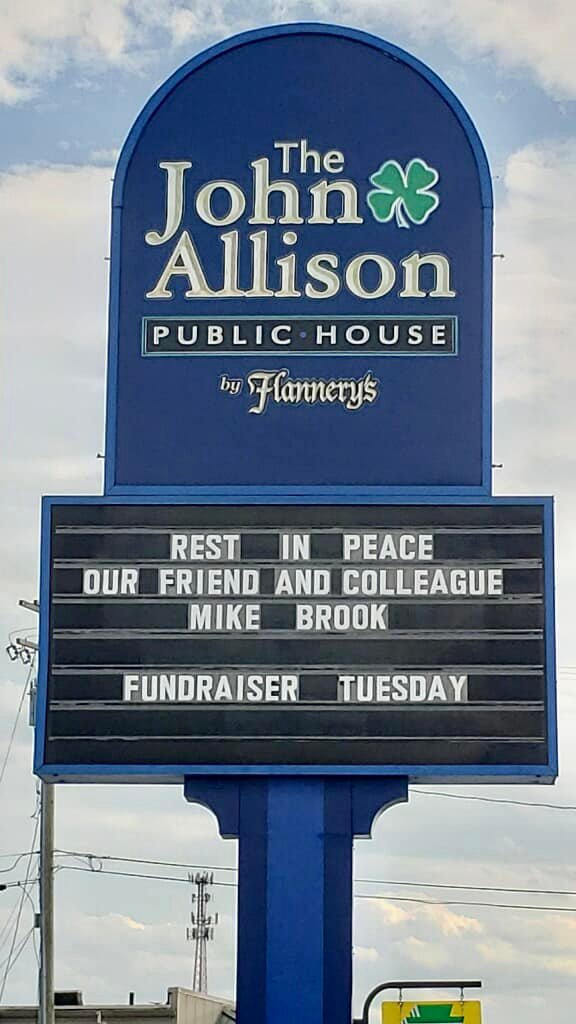 The
John
Allison
PUBLIC · HOUSE
by Flannery's
REST IN PEACE
OUR FRIEND AND COLLEAGUE
MIKE BROOK
FUNDRAISER TUESDAY